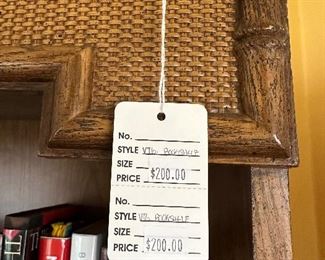 No.
STYLE Vtg. BOOKSHELF
SIZE
PRICE $200.00
No.
STYLE Vtg. BOOKSHELF
SIZE
PRICE $200.00